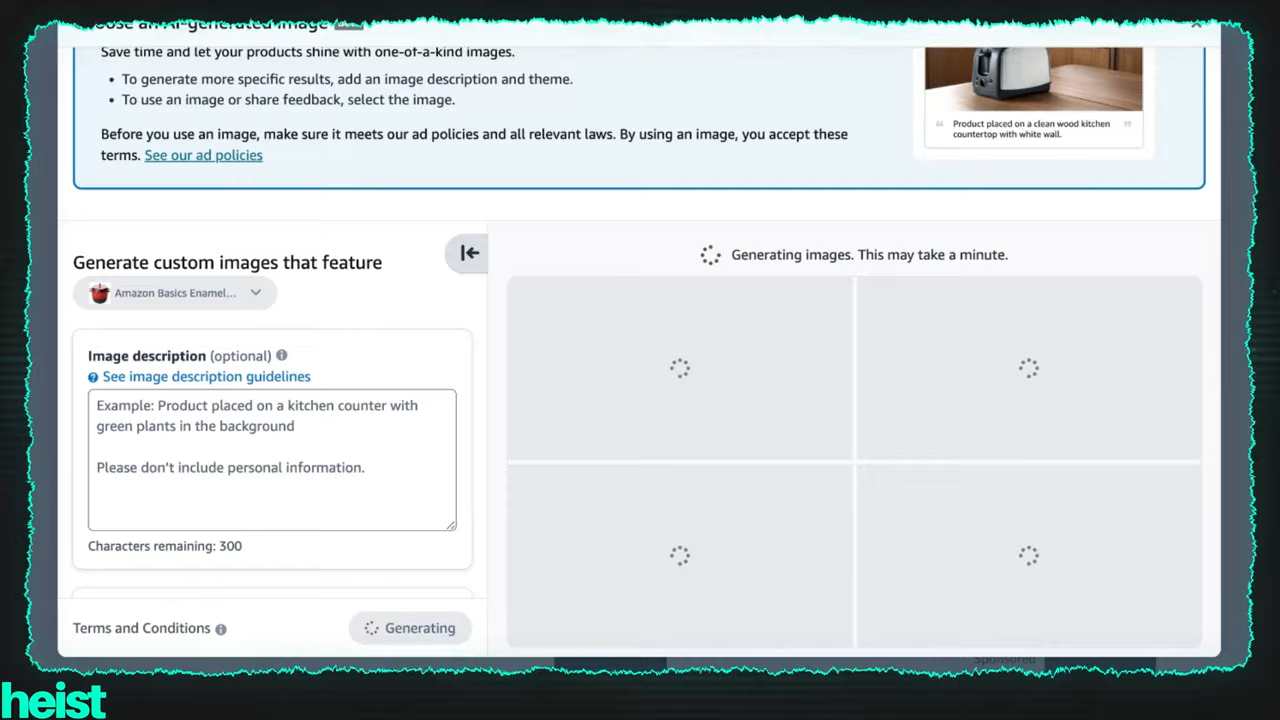 Save time and let your products shine with one-of-a-kind images.
• To generate more specific results, add an image description and theme.
• To use an image or share feedback, select the image.
Before you use an image, make sure it meets our ad policies and all relevant laws. By using an image, you accept these
terms. See our ad policies
Product placed on a clean wood kitchen
countertop with white wall.
Generate custom images that feature
Amazon Basics Enamel...
Image description (optional)
See image description guidelines
Example: Product placed on a kitchen counter with
green plants in the background
Please don't include personal information.
Characters remaining: 300
Terms and Conditions
Generating
Generating images. This may take a minute.
Sponsored
heist